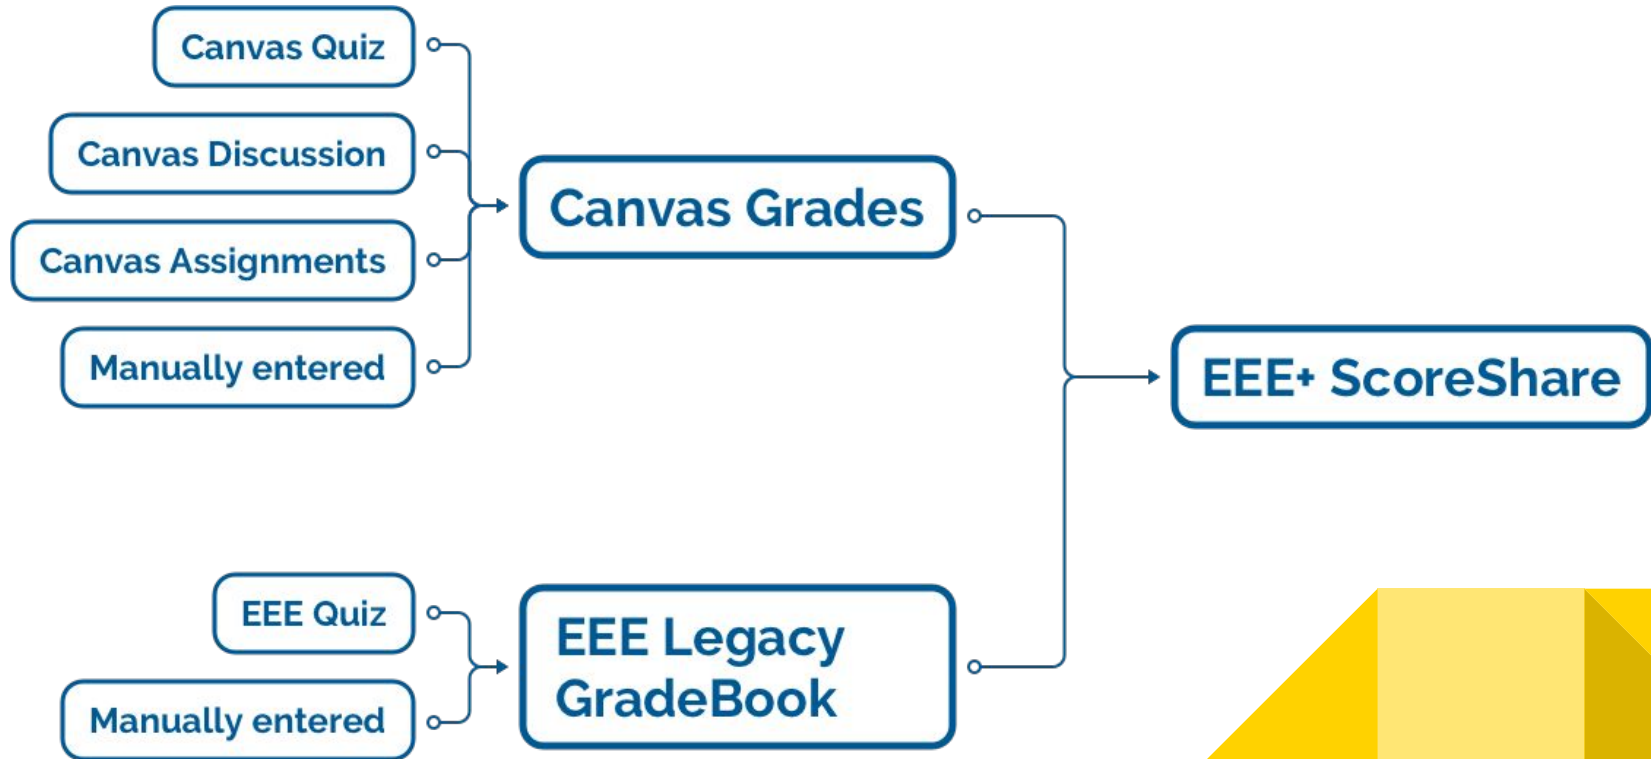 Canvas Quiz
Canvas Discussion
Canvas Assignments
Manually entered
Canvas Grades
EEE+ ScoreShare
EEE Quiz
Manually entered
EEE Legacy
GradeBook